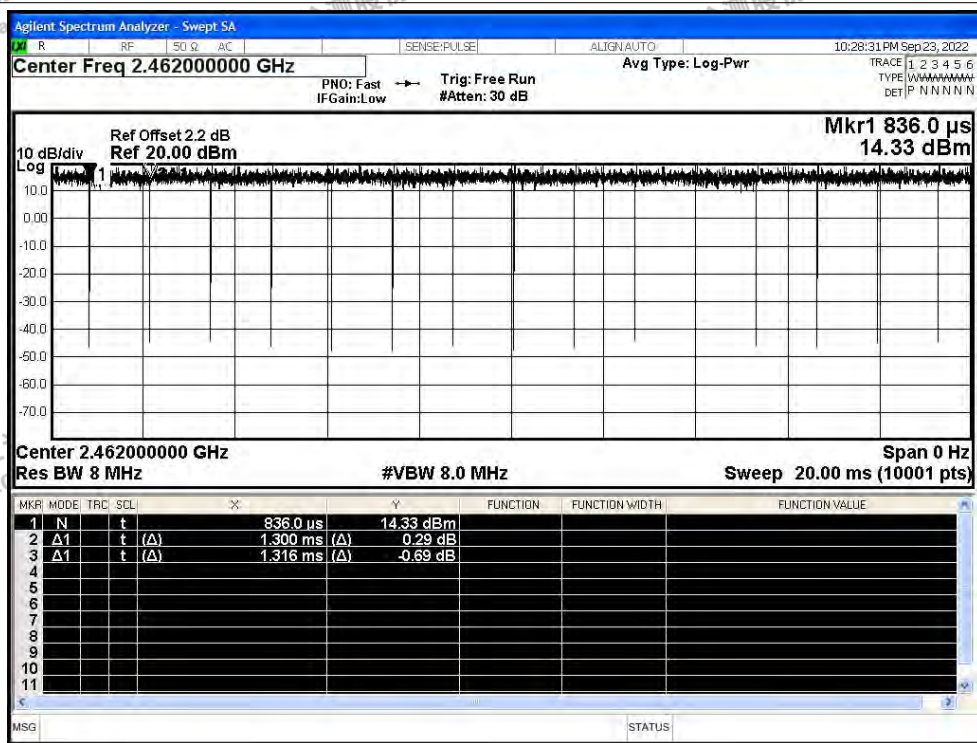 Agilent Spectrum Analyzer - Swept SA
R RF 50 Ω AC SENSE:PULSE ALIGN AUTO 10:28:31 PM Sep 23, 2022
Center Freq 2.462000000 GHz Avg Type: Log-Pwr TRACE 1 2 3 4 5 6
PNO: Fast Trig: Free Run TYPE WWWWWW
IFGain:Low #Atten: 30 dB DET P N N N N N
Mkr1 836.0 µs
Ref Offset 2.2 dB
10 dB/div Ref 20.00 dBm 14.33 dBm
Log
1
10.0
0.00
-10.0
-20.0
-30.0
-40.0
-50.0
-60.0
-70.0
Center 2.462000000 GHz Span 0 Hz
Res BW 8 MHz #VBW 8.0 MHz Sweep 20.00 ms (10001 pts)
MKR MODE TRC SCL X Y FUNCTION FUNCTION WIDTH FUNCTION VALUE
1 N t 836.0 µs 14.33 dBm
2 Δ1 t (Δ) 1.300 ms (Δ) 0.29 dB
3 Δ1 t (Δ) 1.316 ms (Δ) -0.69 dB
4
5
6
7
8
9
10
11
MSG STATUS